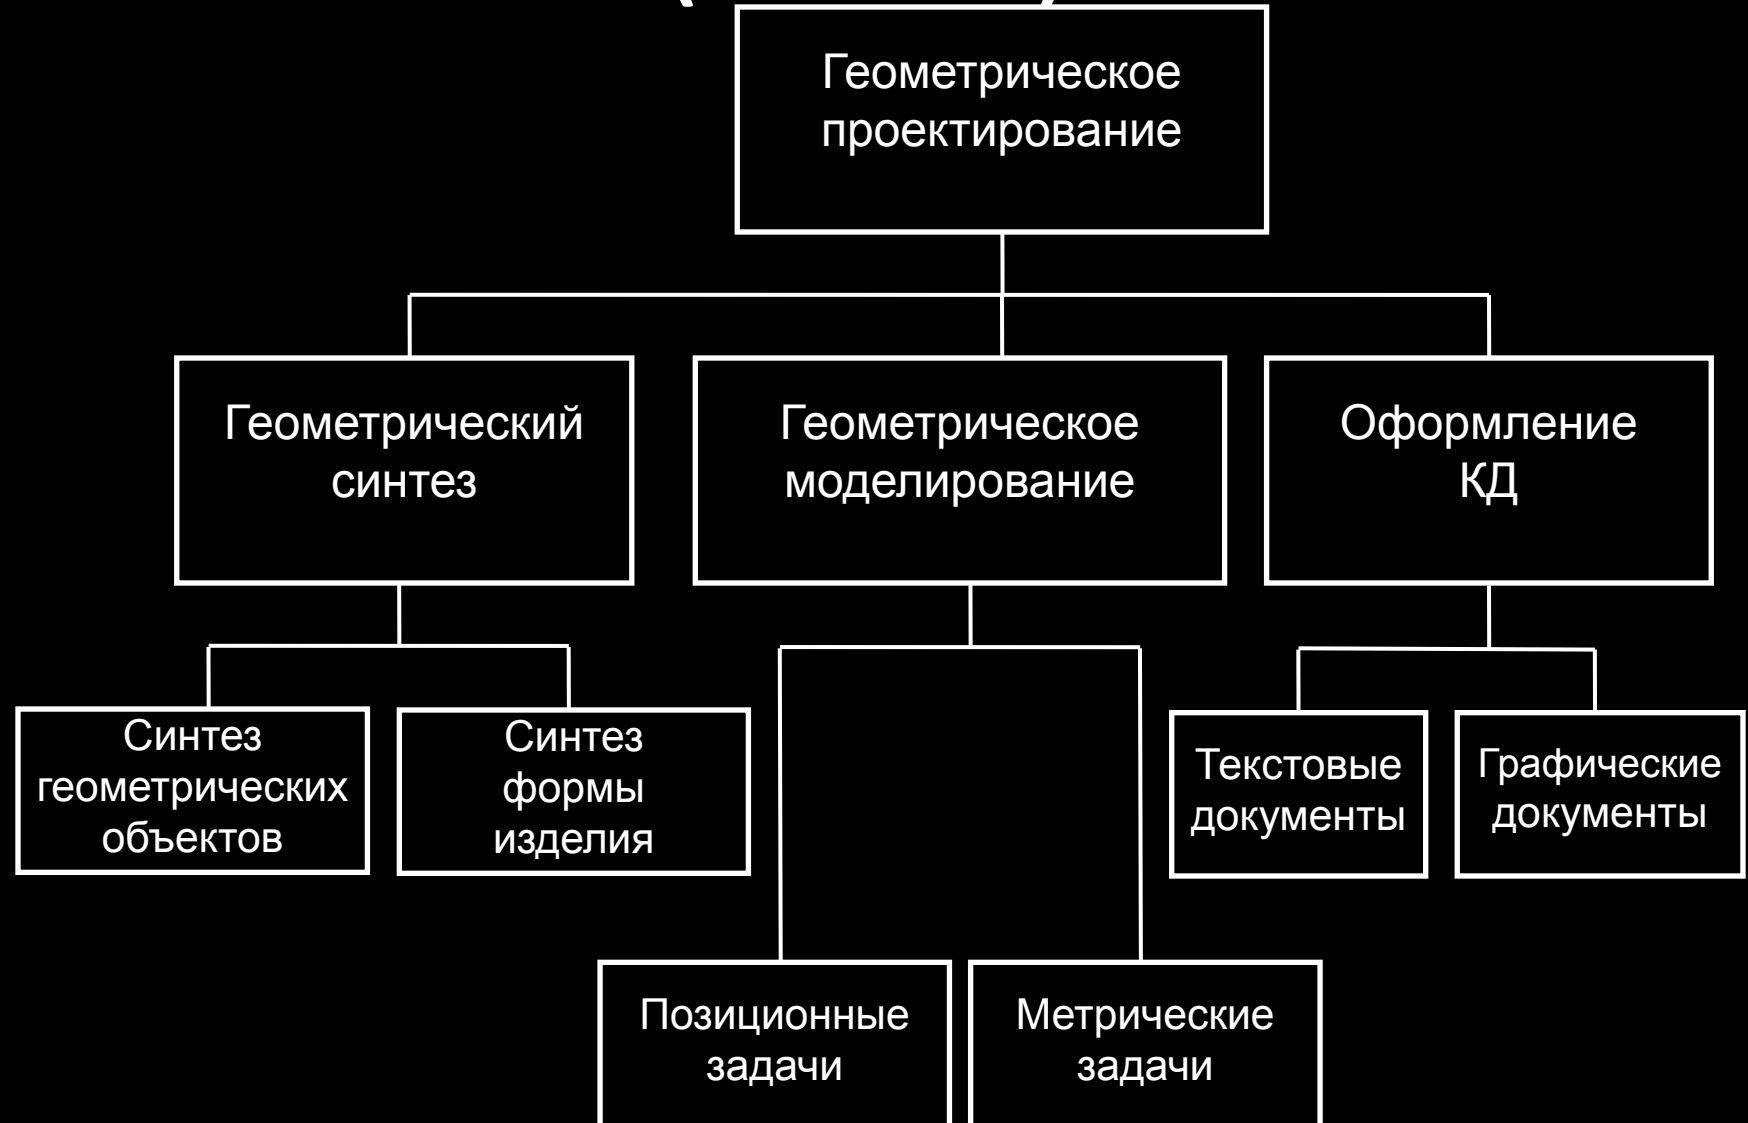 Геометрическое
проектирование
Геометрический
синтез
Геометрическое
моделирование
Оформление
КД
Синтез
геометрических
объектов
Синтез
формы
изделия
Текстовые
документы
Графические
документы
Позиционные
задачи
Метрические
задачи